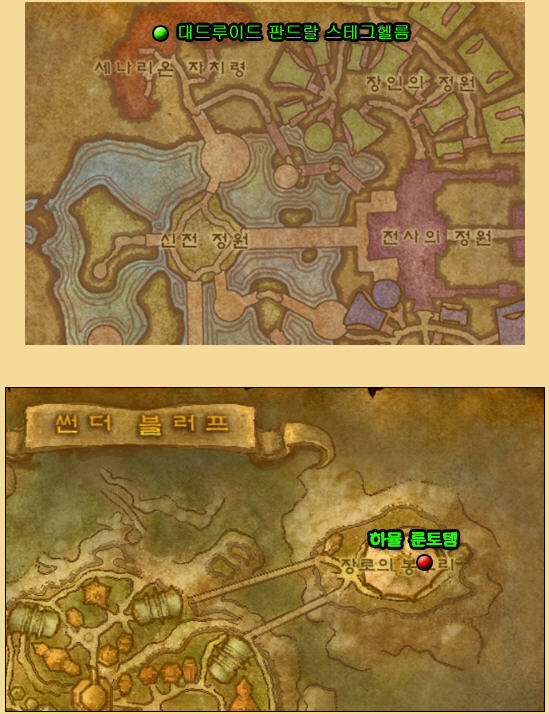 대드루이드 판드랄 스테그헬름
세나리온 자치령
장인의 정원
신전 정원
전사의 정원
썬더 블러프
하뮬 룬토템
장로의 봉우리